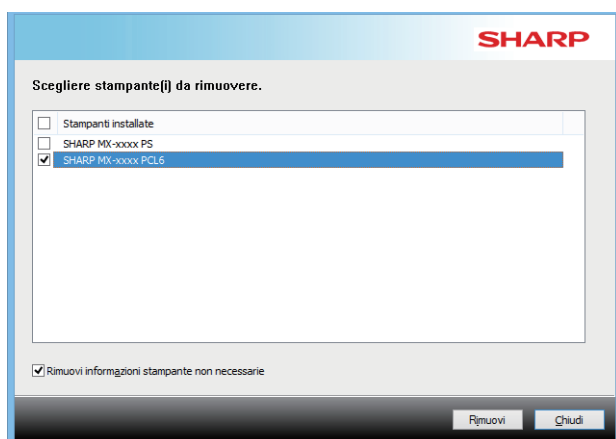 SHARP
Scegliere stampante(i) da rimuovere.
Stampanti installate
SHARP MX-xxxx PS
SHARP MX-xxxx PCL6
Rimuovi informazioni stampante non necessarie
Rimuovi
Chiudi